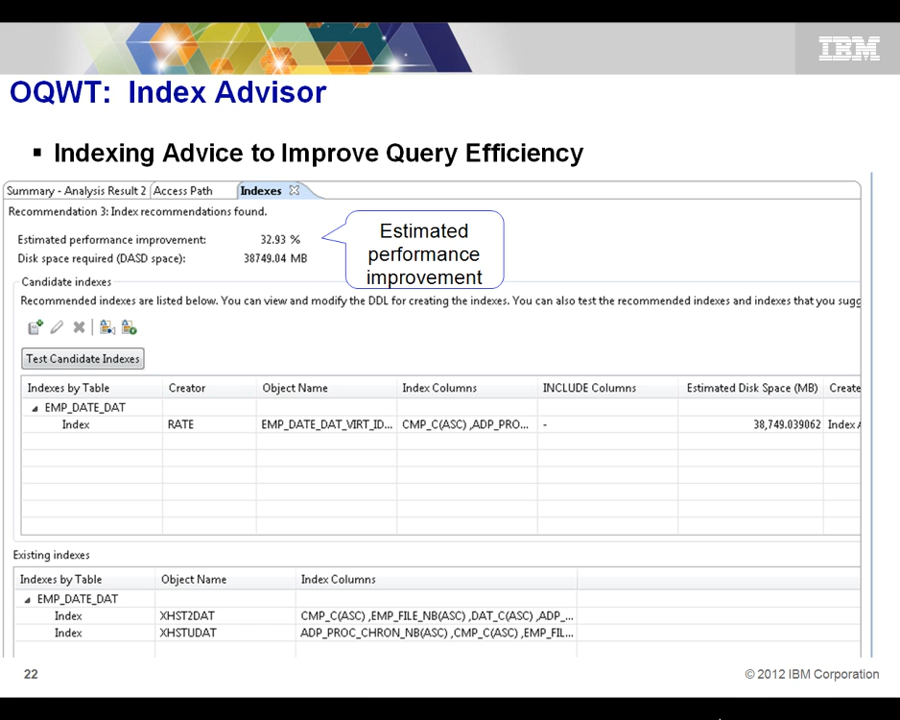 IBM
OQWT: Index Advisor
▪ Indexing Advice to Improve Query Efficiency
Summary - Analysis Result 2 Access Path Indexes
Recommendation 3: Index recommendations found.
Estimated performance improvement: 32.93 %
Disk space required (DASD space): 38749.04 MB
Estimated
performance
improvement
Candidate indexes
Recommended indexes are listed below. You can view and modify the DDL for creating the indexes. You can also test the recommended indexes and indexes that you sugg
Test Candidate Indexes
Indexes by Table Creator Object Name Index Columns INCLUDE Columns Estimated Disk Space (MB) Create
EMP_DATE_DAT
Index RATE EMP_DATE_DAT_VIRT_ID... CMP_C(ASC) ,ADP_PRO... - 38,749.039062 Index A
Existing indexes
Indexes by Table Object Name Index Columns
EMP_DATE_DAT
Index XHST2DAT CMP_C(ASC) ,EMP_FILE_NB(ASC) ,DAT_C(ASC) ,ADP_...
Index XHSTUDAT ADP_PROC_CHRON_NB(ASC) ,CMP_C(ASC) ,EMP_FIL...
22
© 2012 IBM Corporation